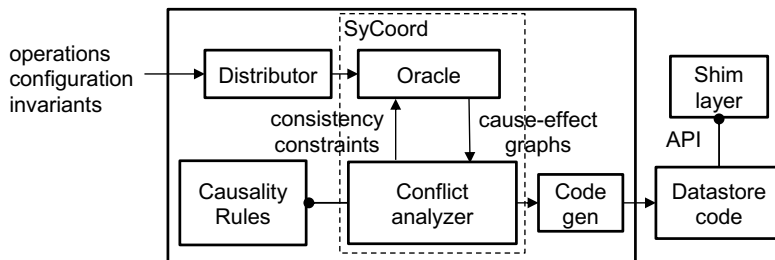 SyCoord
operations
configuration
invariants
Distributor
Oracle
Shim
layer
consistency
constraints
cause-effect
graphs
API
Causality
Rules
Conflict
analyzer
Code
gen
Datastore
code